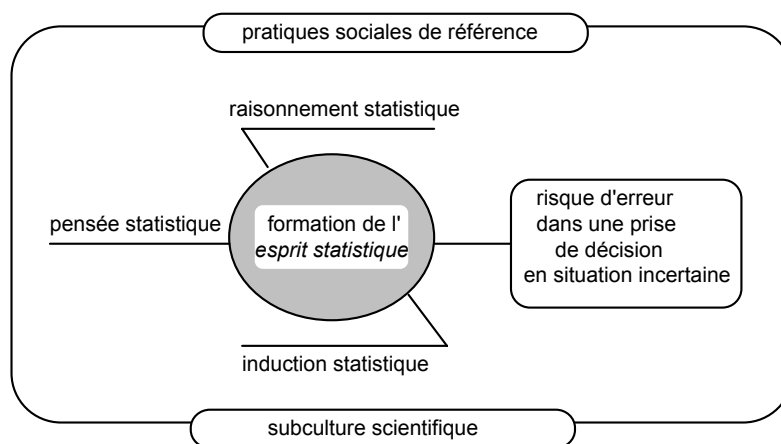 pratiques sociales de référence
raisonnement statistique
pensée statistique
formation de l'
esprit statistique
risque d'erreur
dans une prise
de décision
en situation incertaine
induction statistique
subculture scientifique